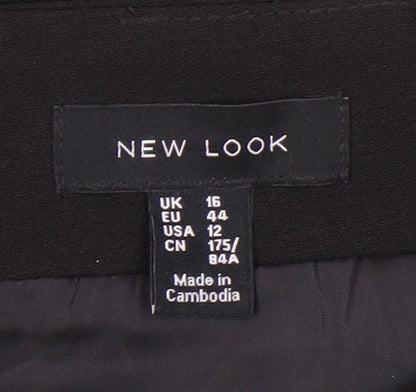 NEW LOOK
UK 16
EU 44
USA 12
CN 175/
84A
Made in
Cambodia